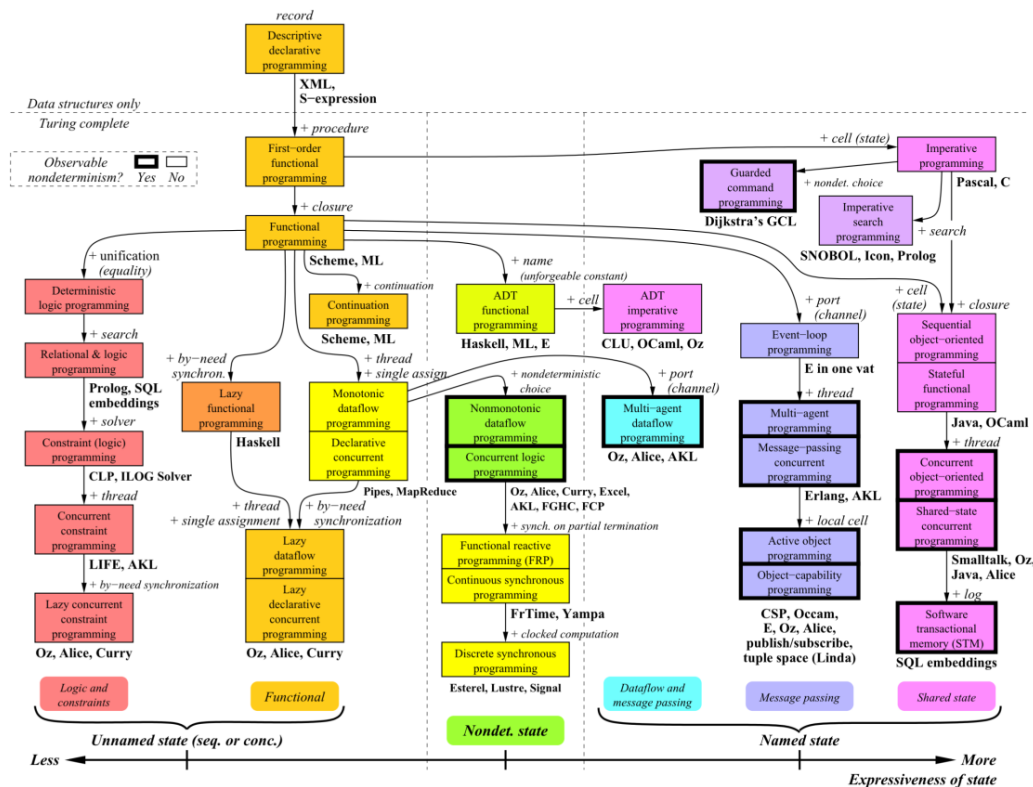 record
Descriptive
declarative
programming
XML,
S−expression
Data structures only
Turing complete
+ procedure
Observable
nondeterminism?
Yes
No
First−order
functional
programming
+ cell (state)
Imperative
programming
Pascal, C
Guarded
command
programming
+ nondet. choice
Dijkstra's GCL
Imperative
search
programming
+ search
SNOBOL, Icon, Prolog
+ closure
Functional
programming
Scheme, ML
+ unification
(equality)
+ continuation
Continuation
programming
Scheme, ML
+ name
(unforgeable constant)
ADT
functional
programming
Haskell, ML, E
+ cell
ADT
imperative
programming
CLU, OCaml, Oz
+ port
(channel)
Event−loop
programming
E in one vat
+ cell
(state)
+ closure
Sequential
object−oriented
programming
Stateful
functional
programming
Java, OCaml
Deterministic
logic programming
+ search
Relational & logic
programming
Prolog, SQL
embeddings
+ solver
Constraint (logic)
programming
CLP, ILOG Solver
+ thread
Concurrent
constraint
programming
LIFE, AKL
+ by−need synchronization
Lazy concurrent
constraint
programming
Oz, Alice, Curry
+ by−need
synchron.
Lazy
functional
programming
Haskell
+ thread
+ single assign.
Monotonic
dataflow
programming
Declarative
concurrent
programming
Pipes, MapReduce
+ thread
+ single assignment
+ by−need
synchronization
Lazy
dataflow
programming
Lazy
declarative
concurrent
programming
Oz, Alice, Curry
+ nondeterministic
choice
Nonmonotonic
dataflow
programming
Concurrent logic
programming
Oz, Alice, Curry, Excel,
AKL, FGHC, FCP
+ synch. on partial termination
Functional reactive
programming (FRP)
Continuous synchronous
programming
FrTime, Yampa
+ clocked computation
Discrete synchronous
programming
Esterel, Lustre, Signal
+ port
(channel)
Multi−agent
dataflow
programming
Oz, Alice, AKL
+ thread
Multi−agent
programming
Message−passing
concurrent
programming
Erlang, AKL
+ local cell
Active object
programming
Object−capability
programming
CSP, Occam,
E, Oz, Alice,
publish/subscribe,
tuple space (Linda)
+ thread
Concurrent
object−oriented
programming
Shared−state
concurrent
programming
Smalltalk, Oz,
Java, Alice
+ log
Software
transactional
memory (STM)
SQL embeddings
Logic and
constraints
Functional
Dataflow and
message passing
Message passing
Shared state
Unnamed state (seq. or conc.)
Nondet. state
Named state
Less
More
Expressiveness of state